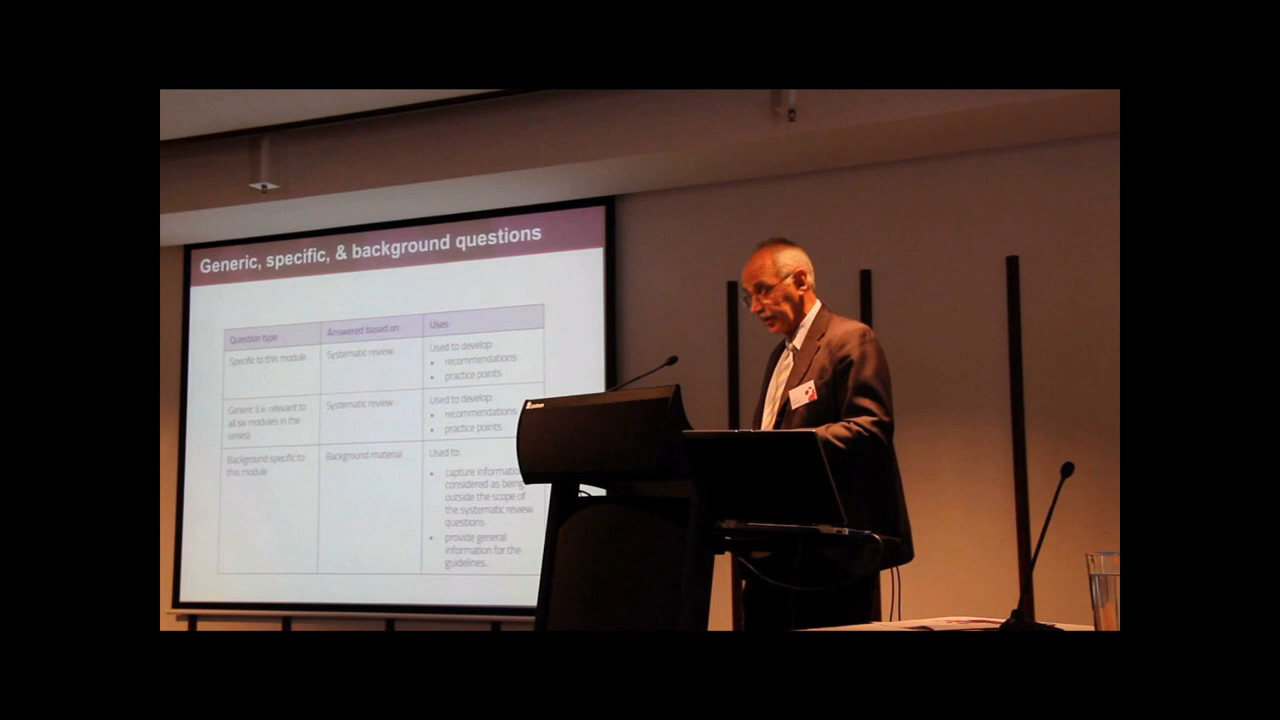 Generic, specific, & background questions
Question type
Answered based on
Uses
Specific to this module
Systematic review
Used to develop:
• recommendations
• practice points
Generic (i.e. relevant to
all six modules in the
series)
Systematic review
Used to develop:
• recommendations
• practice points
Background specific to
this module
Background material
Used to:
• capture informatio
considered as being
outside the scope of
the systematic review
questions
• provide general
information for the
guidelines.